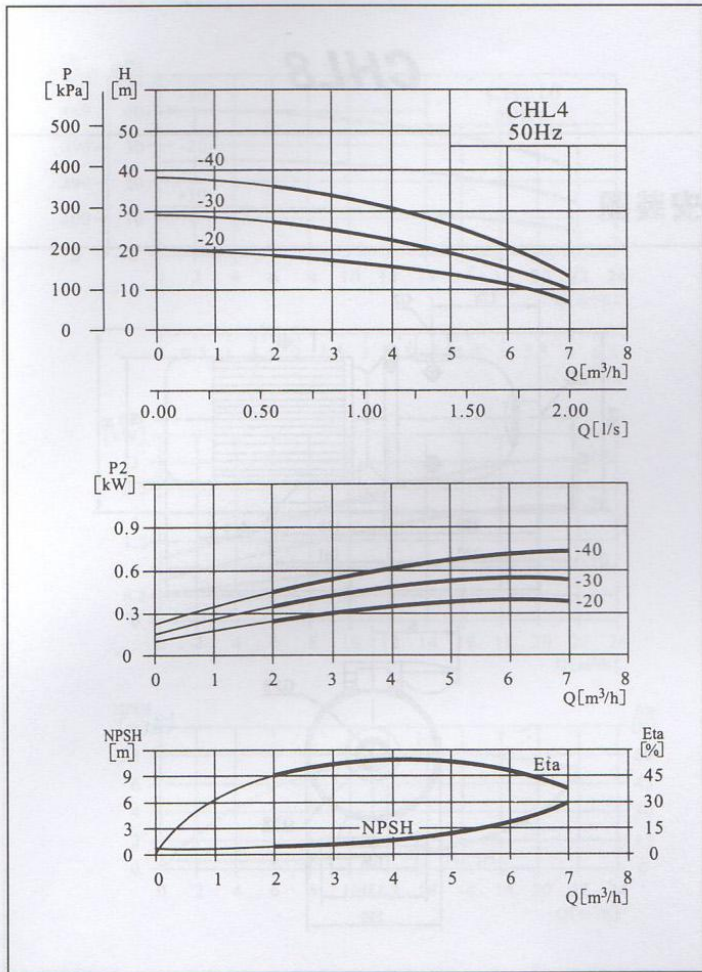 CHL8
P H
[kPa] [m]
CHL4
50Hz
500
50
400
40
-40
300
30
-30
200
20
-20
100
10
0
0
0 1 2 3 4 5 6 7 8
Q[m³/h]
0.00 0.50 1.00 1.50 2.00
Q[l/s]
P2
[kW]
0.9
0.6
0.3
0
-40
-30
-20
0 1 2 3 4 5 6 7 8
Q[m³/h]
NPSH Eta
[m] [%]
9 45
6 30
3 15
0 0
Eta
NPSH
0 1 2 3 4 5 6 7 8
Q[m³/h]